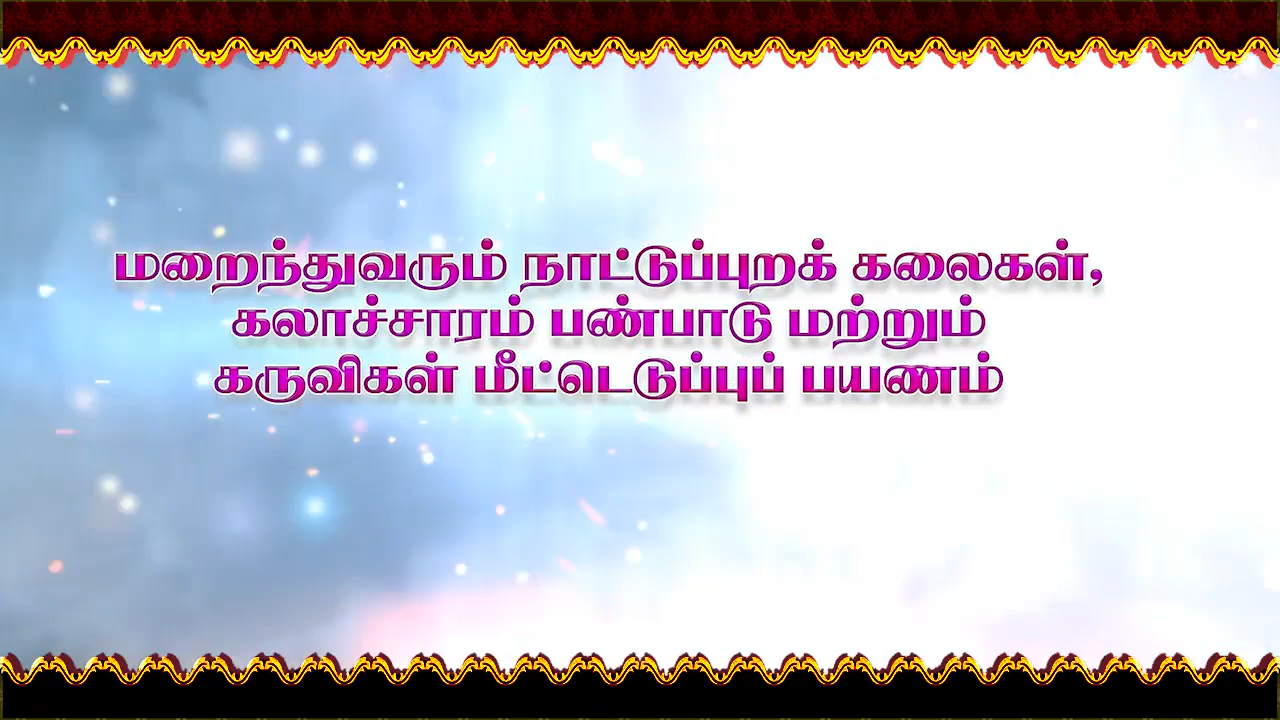 மறைந்துவரும் நாட்டுப்புறக் கலைகள்,
கலாச்சாரம் பண்பாடு மற்றும்
கருவிகள் மீட்டெடுப்புப் பயணம்